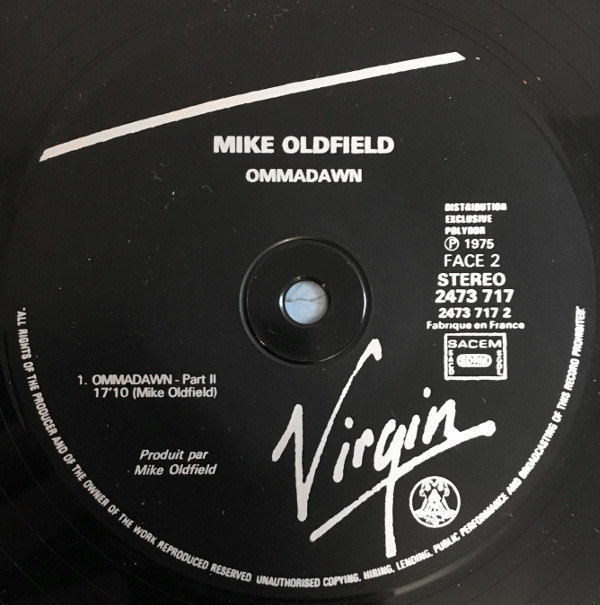 MIKE OLDFIELD
OMMADAWN
DISTRIBUTION
EXCLUSIVE
POLYDOR
Ⓟ 1975
FACE 2
STEREO
2473 717
2473 717 2
Fabriqué en France
SACEM
1. OMMADAWN - Part II
17'10 (Mike Oldfield)
Produit par
Mike Oldfield
Virgin
"ALL RIGHTS OF THE PRODUCER AND OF THE OWNER OF THE WORK REPRODUCED RESERVED. UNAUTHORISED COPYING, HIRING, LENDING, PUBLIC PERFORMANCE AND BROADCASTING OF THIS RECORD PROHIBITED"